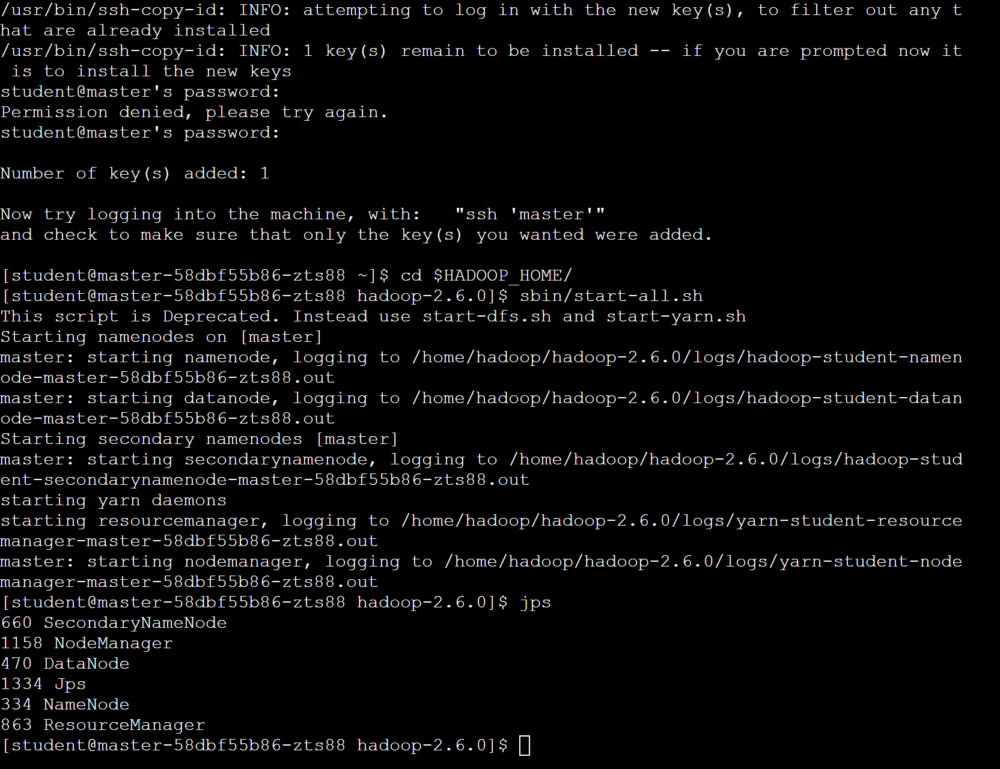 /usr/bin/ssh-copy-id: INFO: attempting to log in with the new key(s), to filter out any t
hat are already installed
/usr/bin/ssh-copy-id: INFO: 1 key(s) remain to be installed -- if you are prompted now it
 is to install the new keys
student@master's password:
Permission denied, please try again.
student@master's password:
Number of key(s) added: 1
Now try logging into the machine, with:   "ssh 'master'"
and check to make sure that only the key(s) you wanted were added.
[student@master-58dbf55b86-zts88 ~]$ cd $HADOOP_HOME/
[student@master-58dbf55b86-zts88 hadoop-2.6.0]$ sbin/start-all.sh
This script is Deprecated. Instead use start-dfs.sh and start-yarn.sh
Starting namenodes on [master]
master: starting namenode, logging to /home/hadoop/hadoop-2.6.0/logs/hadoop-student-namen
ode-master-58dbf55b86-zts88.out
master: starting datanode, logging to /home/hadoop/hadoop-2.6.0/logs/hadoop-student-datan
ode-master-58dbf55b86-zts88.out
Starting secondary namenodes [master]
master: starting secondarynamenode, logging to /home/hadoop/hadoop-2.6.0/logs/hadoop-stud
ent-secondarynamenode-master-58dbf55b86-zts88.out
starting yarn daemons
starting resourcemanager, logging to /home/hadoop/hadoop-2.6.0/logs/yarn-student-resource
manager-master-58dbf55b86-zts88.out
master: starting nodemanager, logging to /home/hadoop/hadoop-2.6.0/logs/yarn-student-node
manager-master-58dbf55b86-zts88.out
[student@master-58dbf55b86-zts88 hadoop-2.6.0]$ jps
660 SecondaryNameNode
1158 NodeManager
470 DataNode
1334 Jps
334 NameNode
863 ResourceManager
[student@master-58dbf55b86-zts88 hadoop-2.6.0]$